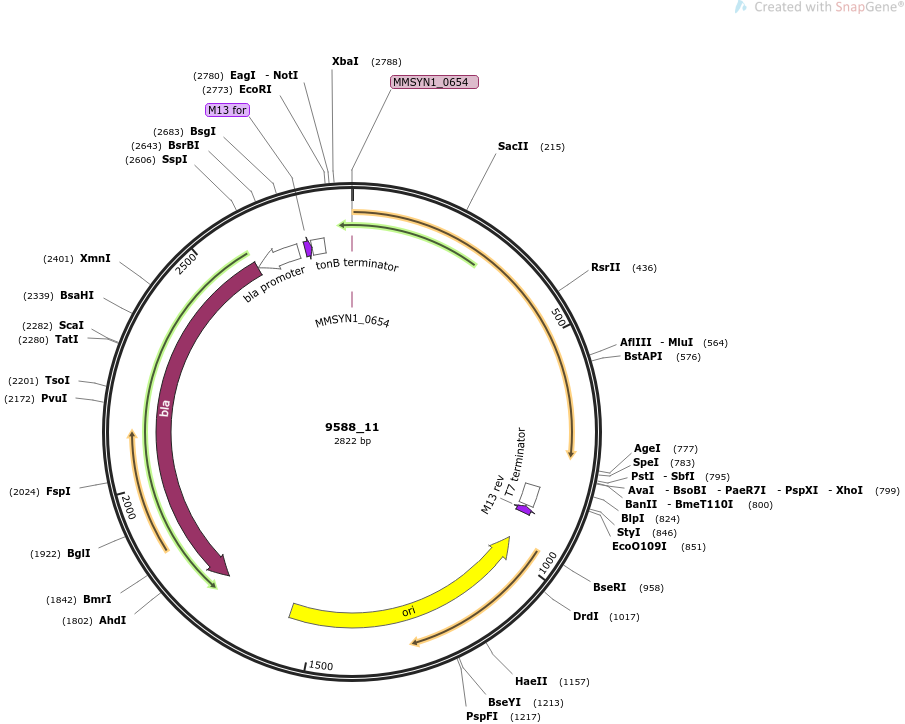 Created with SnapGene®
XbaI (2788)
(2780) EagI - NotI
(2773) EcoRI
MMSYN1_0654
M13 for
(2683) BsgI
(2643) BsrBI
(2606) SspI
SacII (215)
(2401) XmnI
(2339) BsaHI
(2282) ScaI
(2280) TatI
(2201) TsoI
(2172) PvuI
(2024) FspI
(1922) BglI
(1842) BmrI
(1802) AhdI
RsrII (436)
AflIII - MluI (564)
BstAPI (576)
AgeI (777)
SpeI (783)
PstI - SbfI (795)
AvaI - BsoBI - PaeR7I - PspXI - XhoI (799)
BanII - BmeT110I (800)
BlpI (824)
StyI (846)
EcoO109I (851)
BseRI (958)
DrdI (1017)
HaeII (1157)
BseYI (1213)
PspFI (1217)
500
1000
1500
2000
2500
bla promoter
tonB terminator
MMSYN1_0654
bla
9588_11
2822 bp
M13 rev
T7 terminator
ori